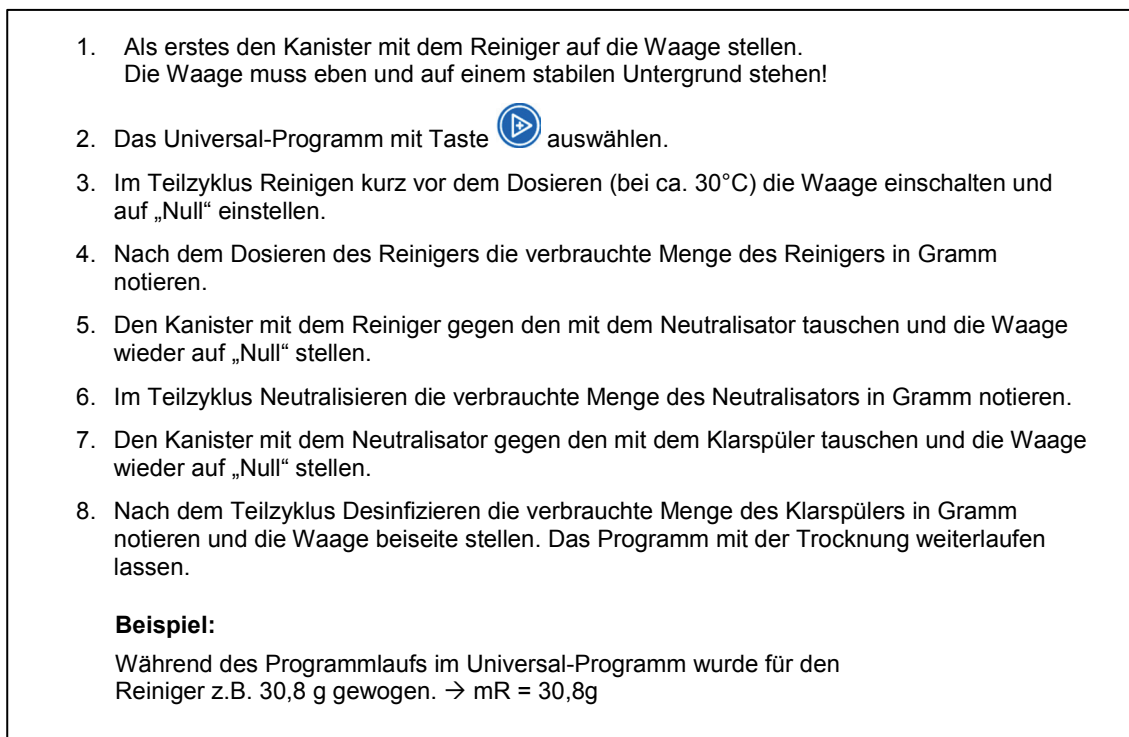 1. Als erstes den Kanister mit dem Reiniger auf die Waage stellen.
Die Waage muss eben und auf einem stabilen Untergrund stehen!
2. Das Universal-Programm mit Taste auswählen.
3. Im Teilzyklus Reinigen kurz vor dem Dosieren (bei ca. 30°C) die Waage einschalten und
auf „Null“ einstellen.
4. Nach dem Dosieren des Reinigers die verbrauchte Menge des Reinigers in Gramm
notieren.
5. Den Kanister mit dem Reiniger gegen den mit dem Neutralisator tauschen und die Waage
wieder auf „Null“ stellen.
6. Im Teilzyklus Neutralisieren die verbrauchte Menge des Neutralisators in Gramm notieren.
7. Den Kanister mit dem Neutralisator gegen den mit dem Klarspüler tauschen und die Waage
wieder auf „Null“ stellen.
8. Nach dem Teilzyklus Desinfizieren die verbrauchte Menge des Klarspülers in Gramm
notieren und die Waage beiseite stellen. Das Programm mit der Trocknung weiterlaufen
lassen.
Beispiel:
Während des Programmlaufs im Universal-Programm wurde für den
Reiniger z.B. 30,8 g gewogen. → mR = 30,8g